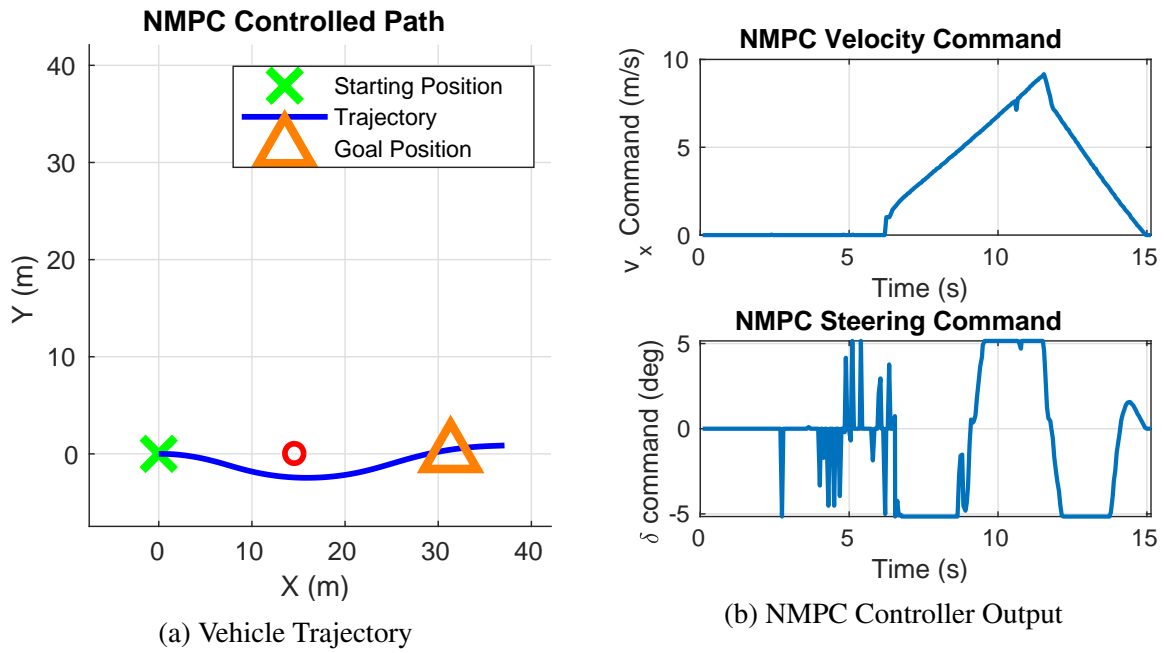 NMPC Controlled Path
40
30
20
10
0
Y (m)
Starting Position
Trajectory
Goal Position
0
10
20
30
40
X (m)
(a) Vehicle Trajectory
NMPC Velocity Command
10
5
0
v x Command (m/s)
0
5
10
15
Time (s)
NMPC Steering Command
5
0
-5
δ command (deg)
0
5
10
15
Time (s)
(b) NMPC Controller Output